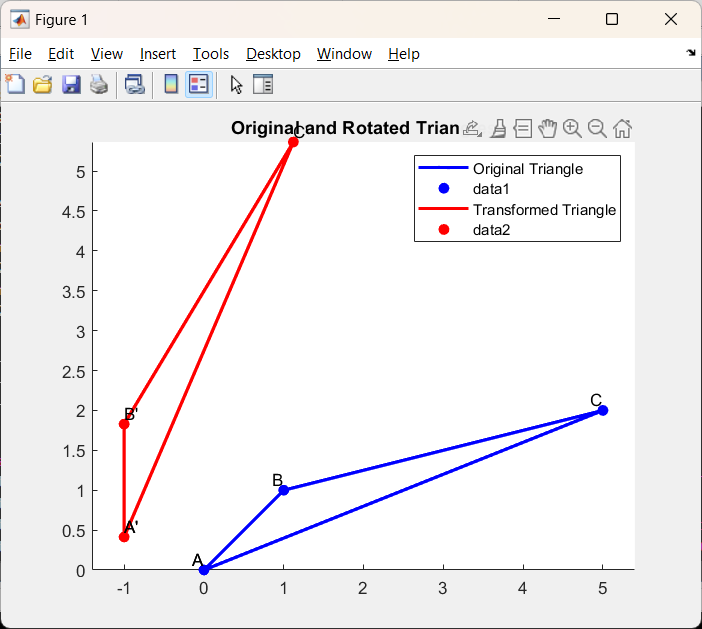 Figure 1
File Edit View Insert Tools Desktop Window Help
Original and Rotated Trian
C'
Original Triangle
data1
Transformed Triangle
data2
5
4.5
4
3.5
3
2.5
2
1.5
1
0.5
0
B'
A'
C
B
A
-1 0 1 2 3 4 5